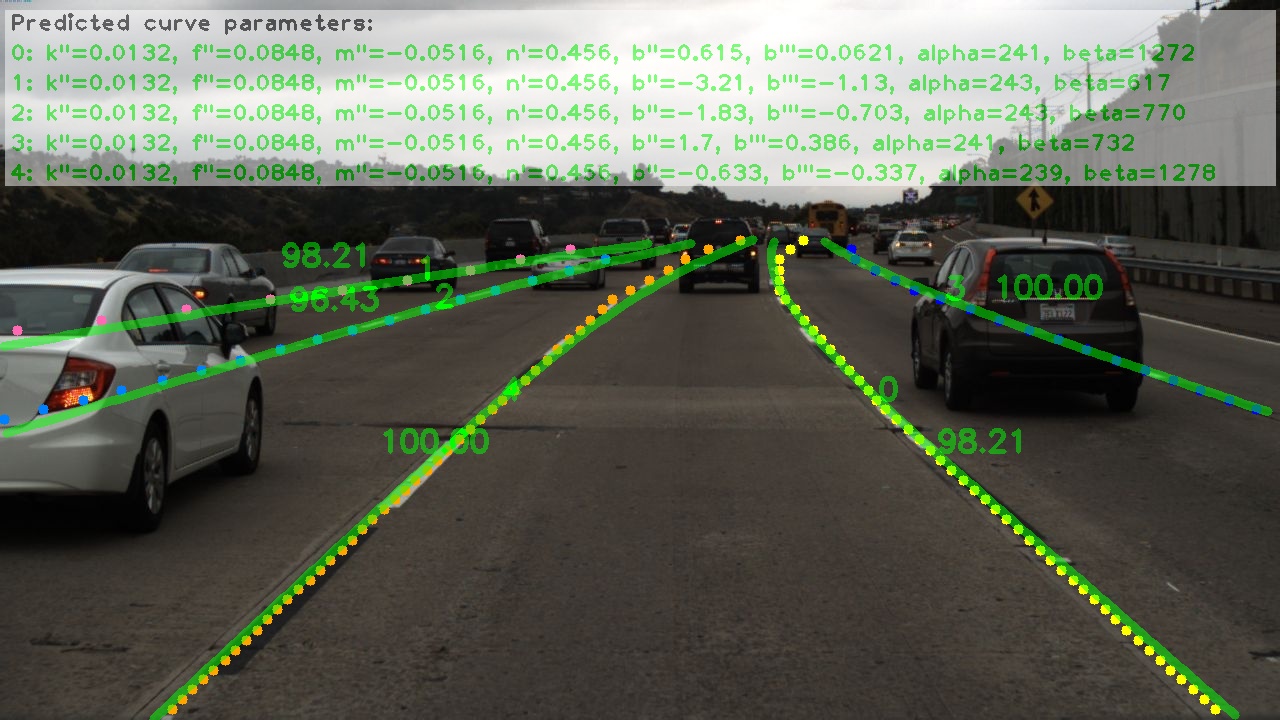 Predicted curve parameters:
0: k''=0.0132, f''=0.0848, m''=-0.0516, n'=0.456, b''=0.615, b'''=0.0621, alpha=241, beta=1272
1: k''=0.0132, f''=0.0848, m''=-0.0516, n'=0.456, b''=-3.21, b'''=-1.13, alpha=243, beta=617
2: k''=0.0132, f''=0.0848, m''=-0.0516, n'=0.456, b''=-1.83, b'''=-0.703, alpha=243, beta=770
3: k''=0.0132, f''=0.0848, m''=-0.0516, n'=0.456, b''=1.7, b'''=0.386, alpha=241, beta=732
4: k''=0.0132, f''=0.0848, m''=-0.0516, n'=0.456, b''=-0.633, b'''=-0.337, alpha=239, beta=1278
98.21
1
96.43
2
3 100.00
0
100.00
98.21